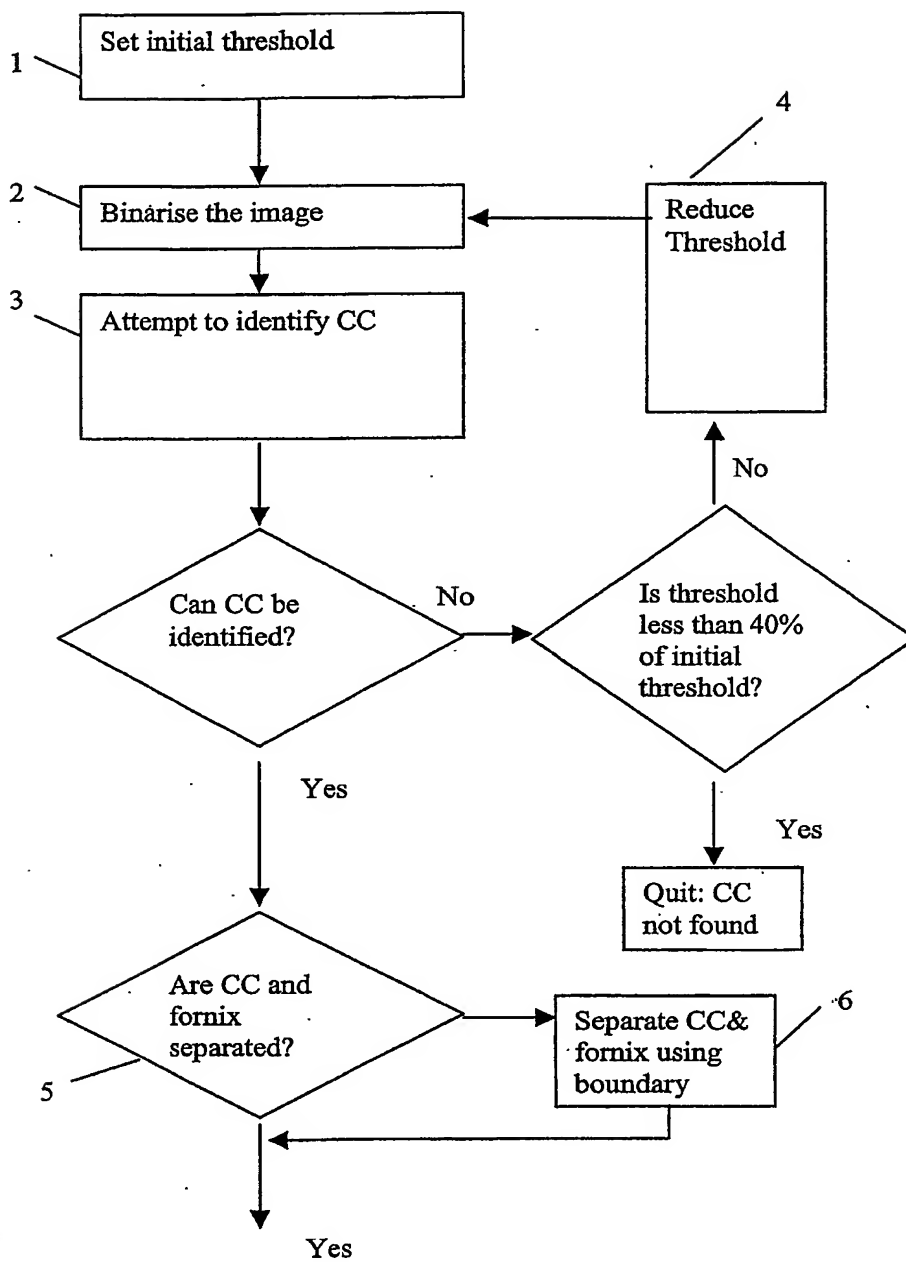 1
Set initial threshold
2
Binarise the image
4
Reduce
Threshold
3
Attempt to identify CC
No
Can CC be
identified?
No
Is threshold
less than 40%
of initial
threshold?
Yes
Yes
Quit: CC
not found
Are CC and
fornix
separated?
5
Separate CC&
fornix using
boundary
6
Yes